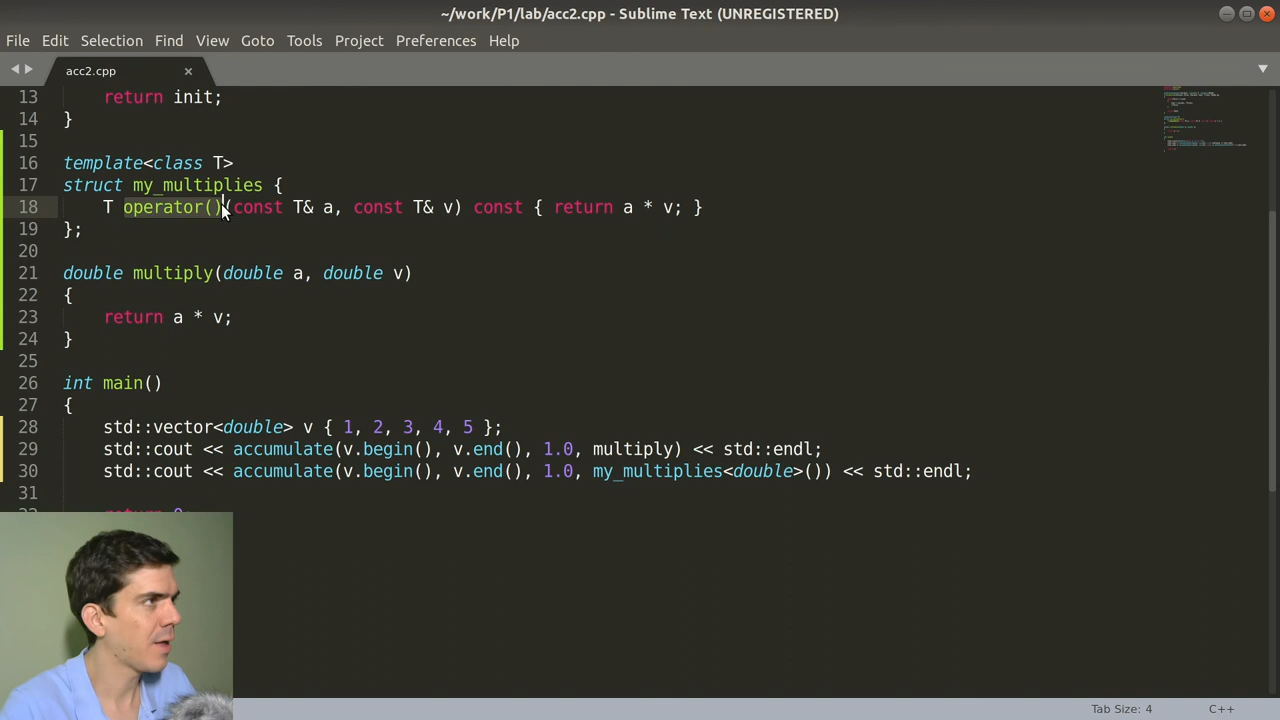 ~/work/P1/lab/acc2.cpp - Sublime Text (UNREGISTERED)
File Edit Selection Find View Goto Tools Project Preferences Help
acc2.cpp
13 return init;
14 }
15
16 template<class T>
17 struct my_multiplies {
18 T operator()(const T& a, const T& v) const { return a * v; }
19 };
20
21 double multiply(double a, double v)
22 {
23 return a * v;
24 }
25
26 int main()
27 {
28 std::vector<double> v { 1, 2, 3, 4, 5 };
29 std::cout << accumulate(v.begin(), v.end(), 1.0, multiply) << std::endl;
30 std::cout << accumulate(v.begin(), v.end(), 1.0, my_multiplies<double>()) << std::endl;
31
Tab Size: 4 C++